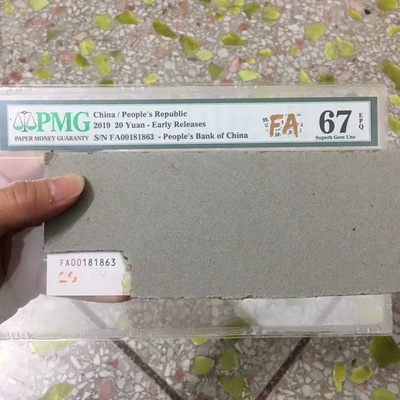 PMG
PAPER MONEY GUARANTY
China / People's Republic
2019 20 Yuan - Early Releases
S/N FA00181863 - People's Bank of China
FA
67
EPQ
Superb Gem Unc
FA00181863